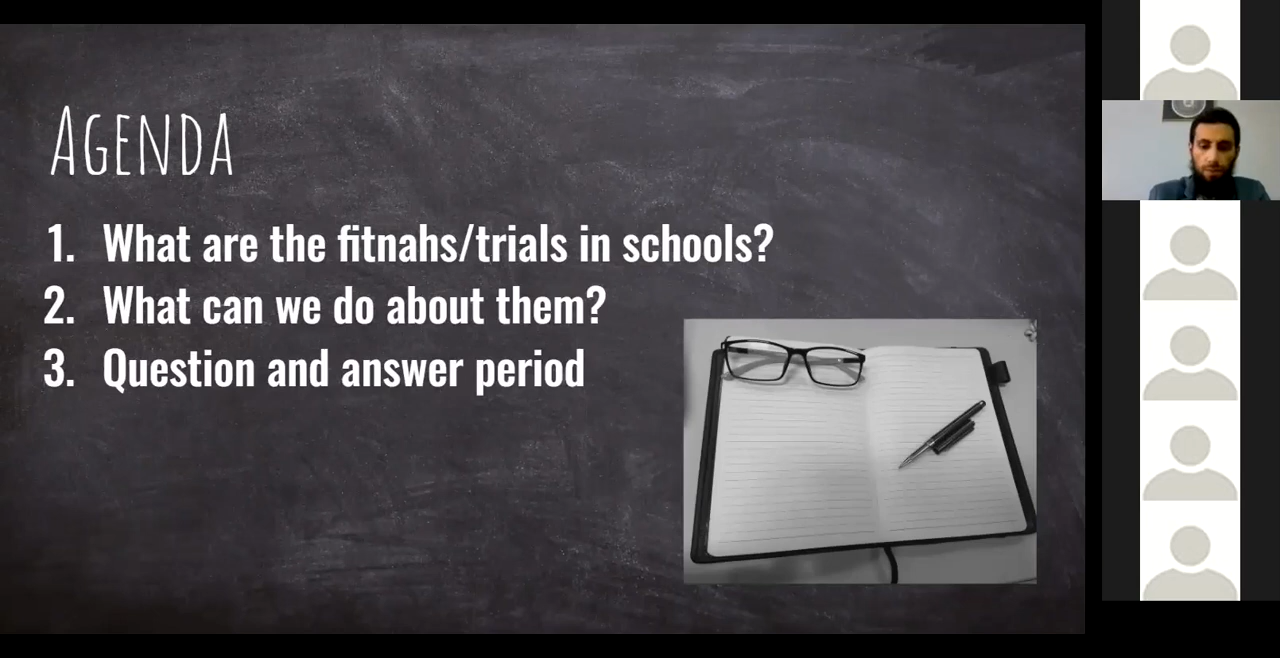 AGENDA
1. What are the fitnahs/trials in schools?
2. What can we do about them?
3. Question and answer period